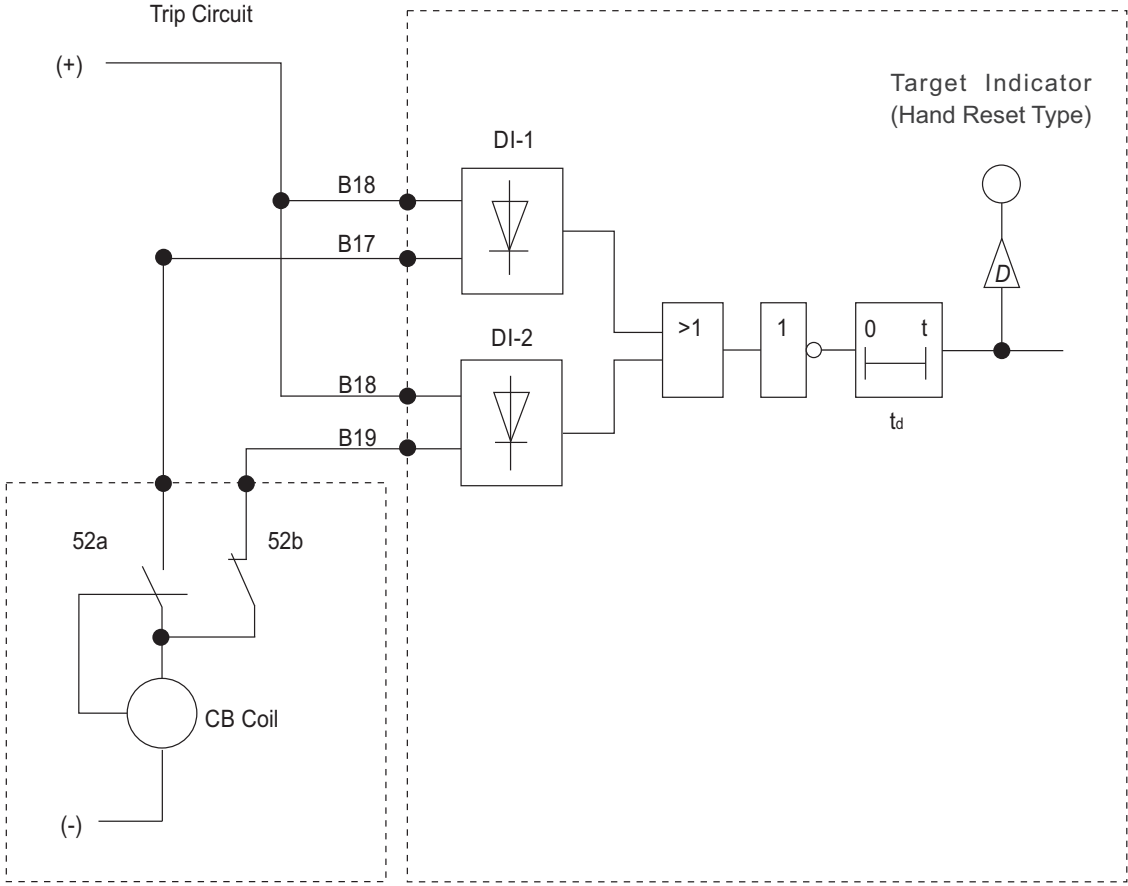 Trip Circuit
(+)
Target Indicator
(Hand Reset Type)
DI-1
B18
B17
D
>1
1
0 t
DI-2
B18
td
B19
52a
52b
CB Coil
(-)